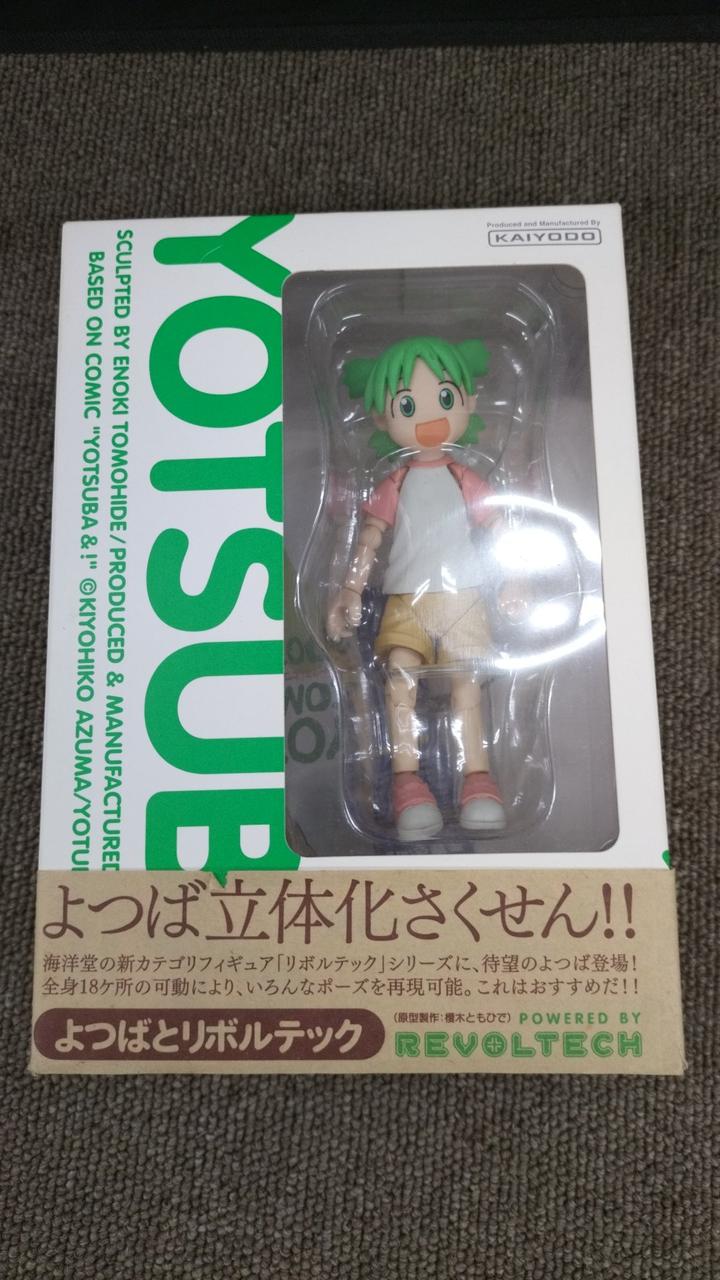 Produced and Manufactured By
KAIYODO
YOTSUB
SCULPTED BY ENOKI TOMOHIDE / PRODUCED & MANUFACTURED
BASED ON COMIC "YOTSUBA & !" ©KIYOHIKO AZUMA/YOTU
よつば立体化さくせん!!
海洋堂の新カテゴリフィギュア「リボルテック」シリーズに、待望のよつば登場!
全身18ケ所の可動により、いろんなポーズを再現可能。これはおすすめだ!!
よつばとリボルテック
(原型製作:榎木ともひで) POWERED BY
REVOLTECH